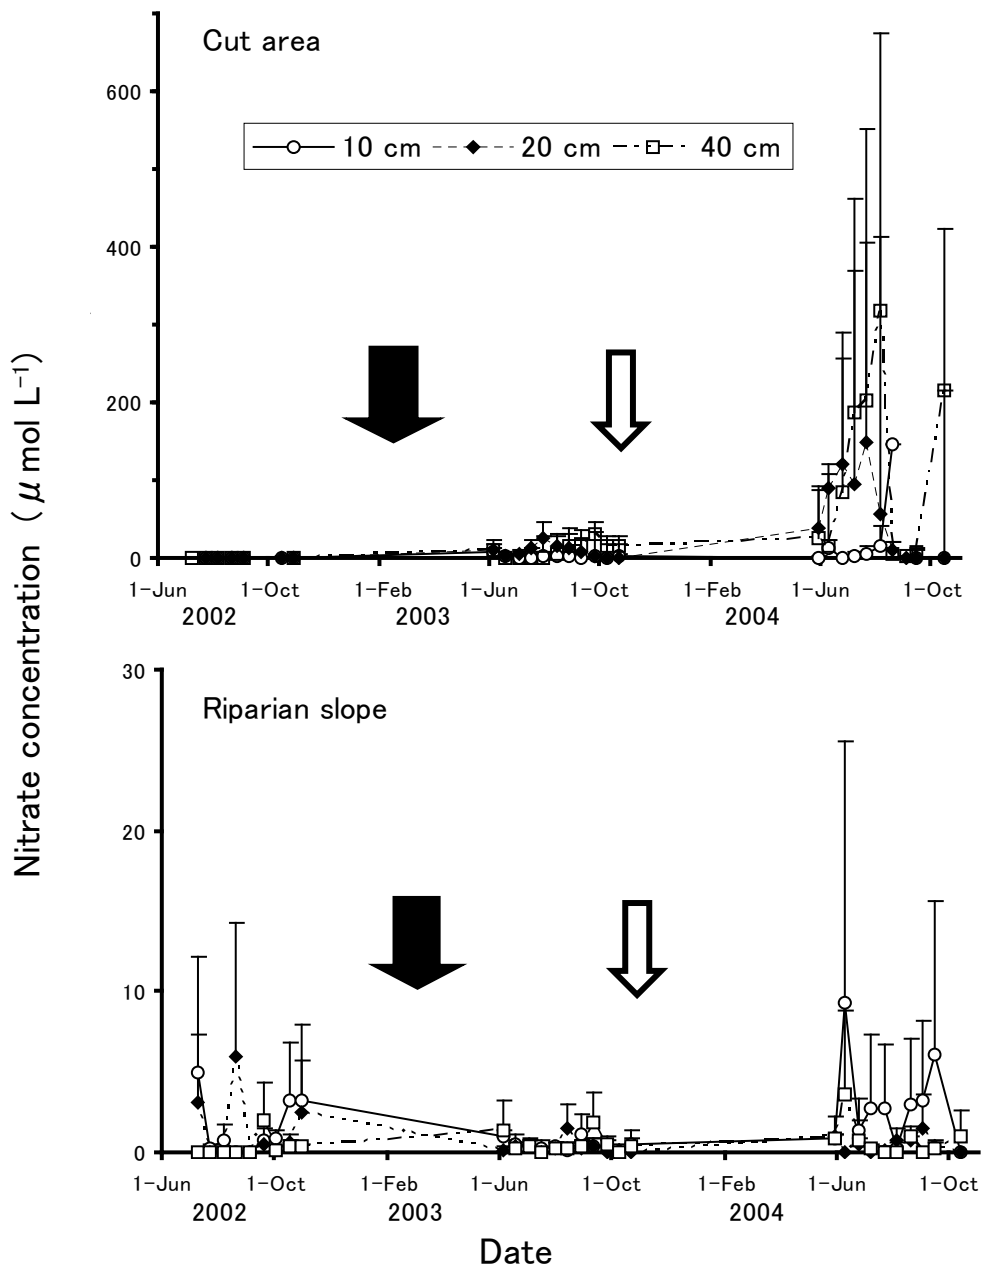 Cut area
600
10 cm 20 cm 40 cm
400
200
0
1-Jun 1-Oct 1-Feb 1-Jun 1-Oct 1-Feb 1-Jun 1-Oct
2002 2003 2004
Nitrate concentration (μmol L⁻¹)
30
Riparian slope
20
10
0
1-Jun 1-Oct 1-Feb 1-Jun 1-Oct 1-Feb 1-Jun 1-Oct
2002 2003 2004
Date